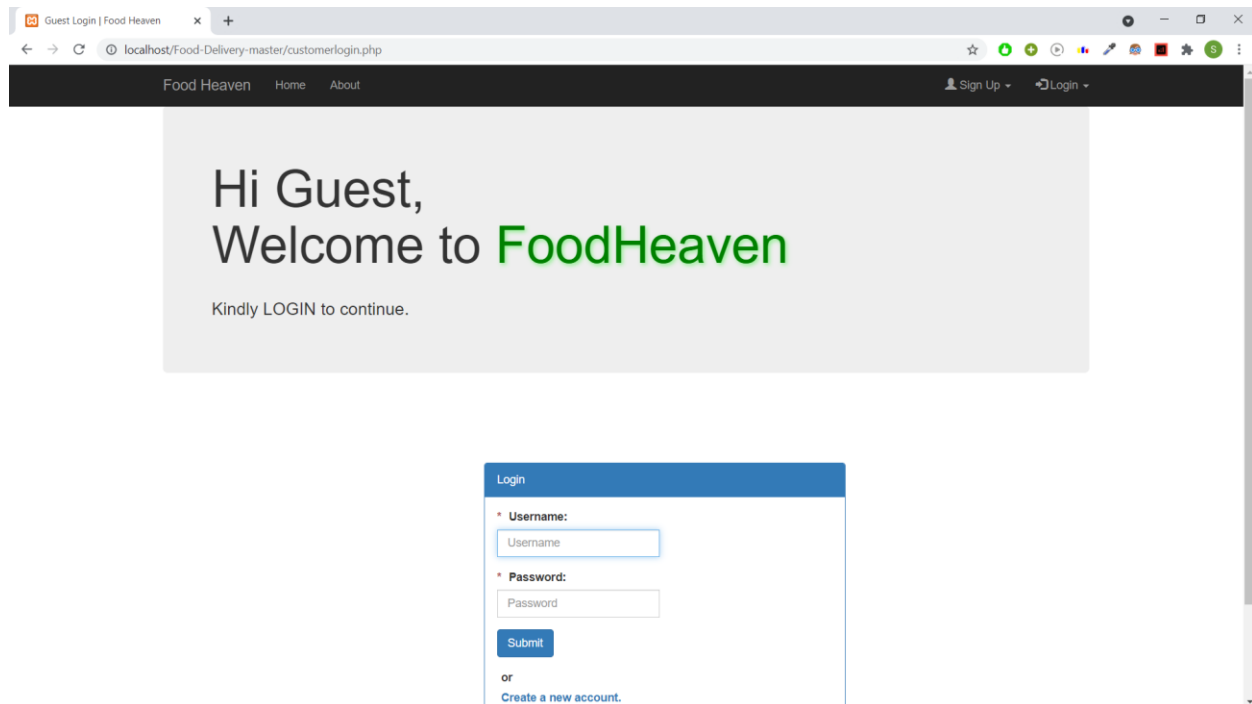 Guest Login | Food Heaven
localhost/Food-Delivery-master/customerlogin.php
S
Food Heaven Home About Sign Up Login
Hi Guest,
Welcome to FoodHeaven
Kindly LOGIN to continue.
Login
* Username:
Username
* Password:
Password
Submit
or
Create a new account.